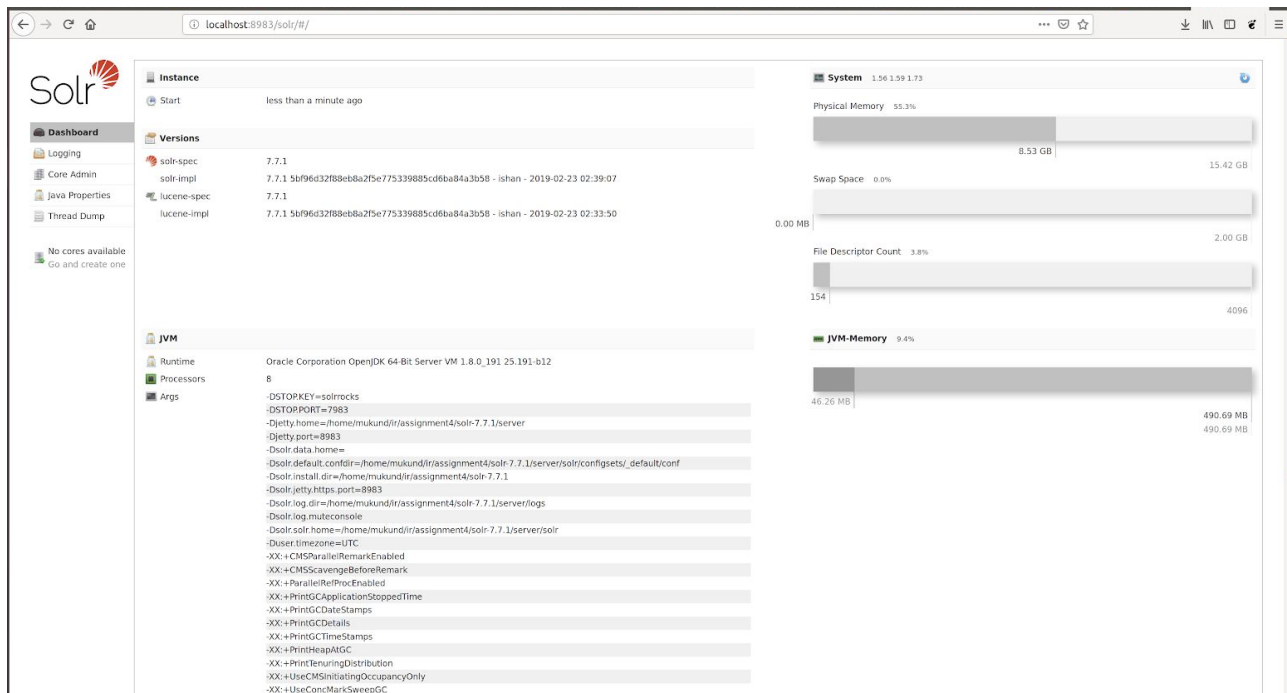 localhost:8983/solr/#/
Solr
Dashboard
Logging
Core Admin
Java Properties
Thread Dump
No cores available
Go and create one
Instance
Start less than a minute ago
Versions
solr-spec 7.7.1
solr-impl 7.7.1 5bf96d32f88eb8a2f5e775339885cd6ba84a3b58 - ishan - 2019-02-23 02:39:07
lucene-spec 7.7.1
lucene-impl 7.7.1 5bf96d32f88eb8a2f5e775339885cd6ba84a3b58 - ishan - 2019-02-23 02:33:50
System 1.56 1.59 1.73
Physical Memory 55.3%
8.53 GB
15.42 GB
Swap Space 0.0%
0.00 MB
2.00 GB
File Descriptor Count 3.8%
154
4096
JVM
Runtime Oracle Corporation OpenJDK 64-Bit Server VM 1.8.0_191 25.191-b12
Processors 8
Args -DSTOP.KEY=solrrocks
-DSTOP.PORT=7983
-Djetty.home=/home/mukund/ir/assignment4/solr-7.7.1/server
-Djetty.port=8983
-Dsolr.data.home=
-Dsolr.default.confdir=/home/mukund/ir/assignment4/solr-7.7.1/server/solr/configsets/_default/conf
-Dsolr.install.dir=/home/mukund/ir/assignment4/solr-7.7.1
-Dsolr.jetty.https.port=8983
-Dsolr.log.dir=/home/mukund/ir/assignment4/solr-7.7.1/server/logs
-Dsolr.log.muteconsole
-Dsolr.solr.home=/home/mukund/ir/assignment4/solr-7.7.1/server/solr
-Duser.timezone=UTC
-XX:+CMSParallelRemarkEnabled
-XX:+CMSScavengeBeforeRemark
-XX:+ParallelRefProcEnabled
-XX:+PrintGCApplicationStoppedTime
-XX:+PrintGCDateStamps
-XX:+PrintGCDetails
-XX:+PrintGCTimeStamps
-XX:+PrintHeapAtGC
-XX:+PrintTenuringDistribution
-XX:+UseCMSInitiatingOccupancyOnly
-XX:+UseConcMarkSweepGC
JVM-Memory 9.4%
46.26 MB
490.69 MB
490.69 MB